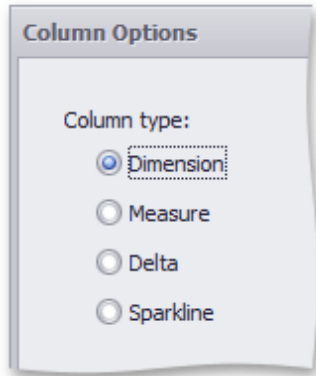 Column Options
Column type:
Dimension
Measure
Delta
Sparkline